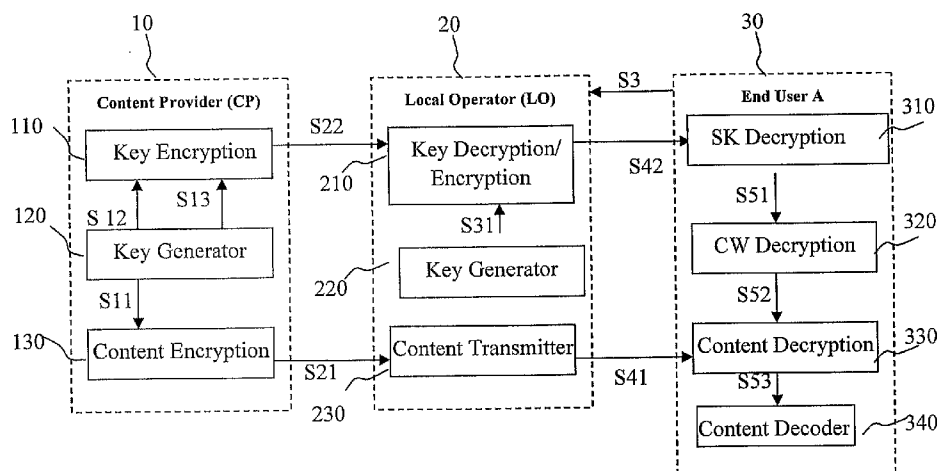 10
20
30
Content Provider (CP)
Local Operator (LO)
S3
End User A
110
Key Encryption
S22
210
Key Decryption/
Encryption
S42
SK Decryption
310
S 12
S13
S31
S51
120
Key Generator
220
Key Generator
CW Decryption
320
S11
S52
130
Content Encryption
S21
Content Transmitter
230
S41
Content Decryption
330
S53
Content Decoder
340